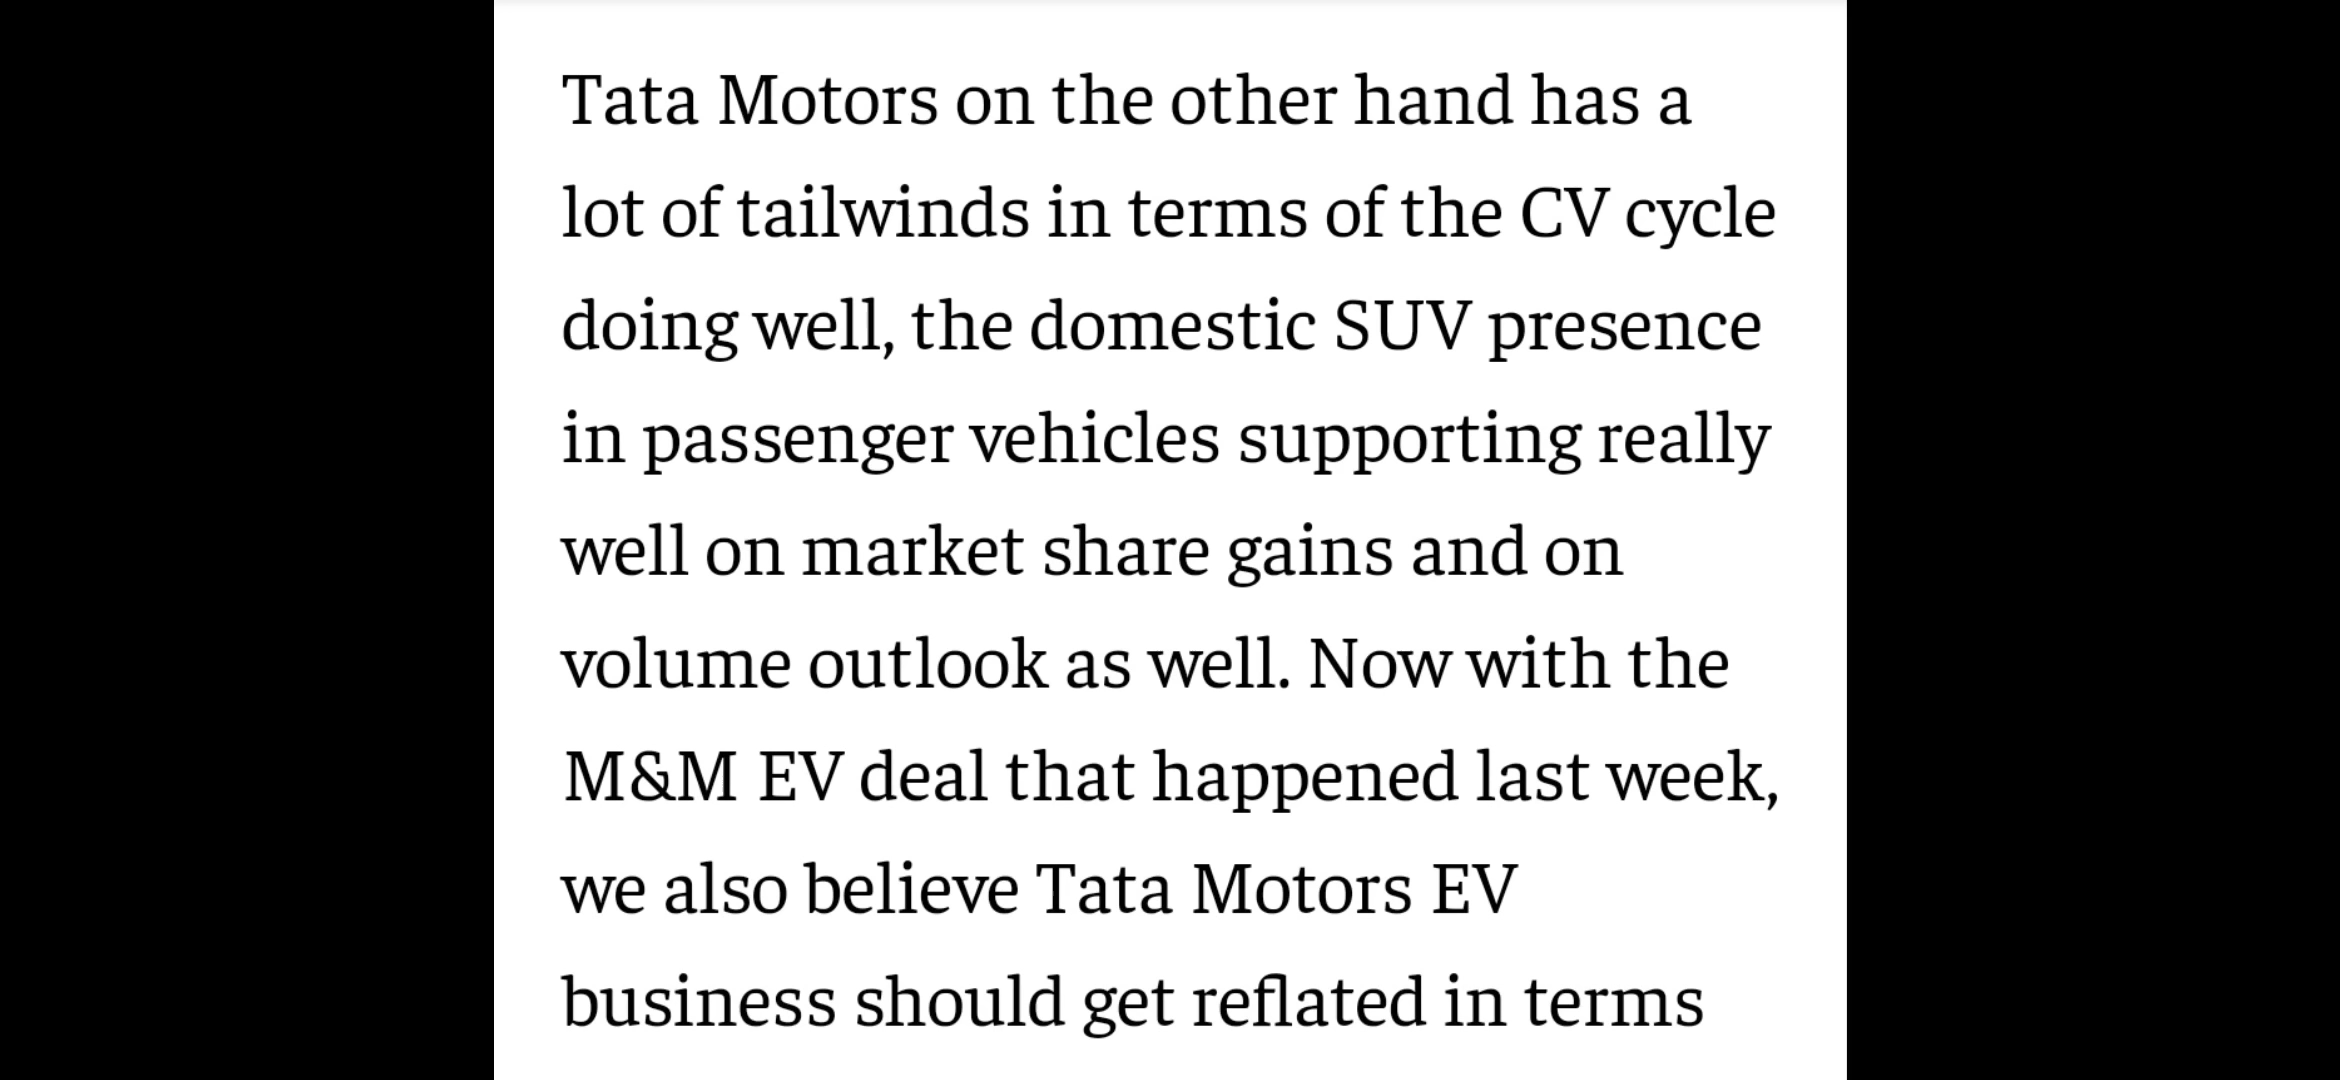 Tata Motors on the other hand has a
lot of tailwinds in terms of the CV cycle
doing well, the domestic SUV presence
in passenger vehicles supporting really
well on market share gains and on
volume outlook as well. Now with the
M&M EV deal that happened last week,
we also believe Tata Motors EV
business should get reflated in terms